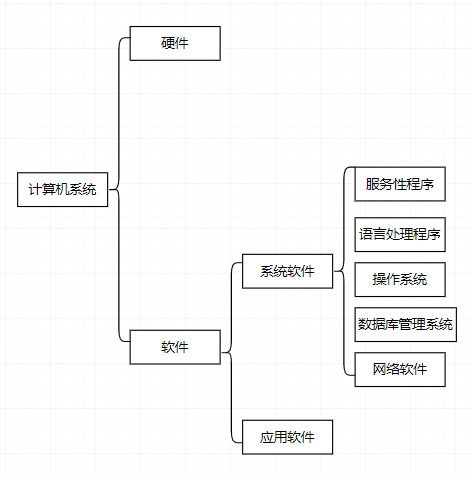 硬件
计算机系统
服务性程序
语言处理程序
系统软件
操作系统
数据库管理系统
软件
网络软件
应用软件